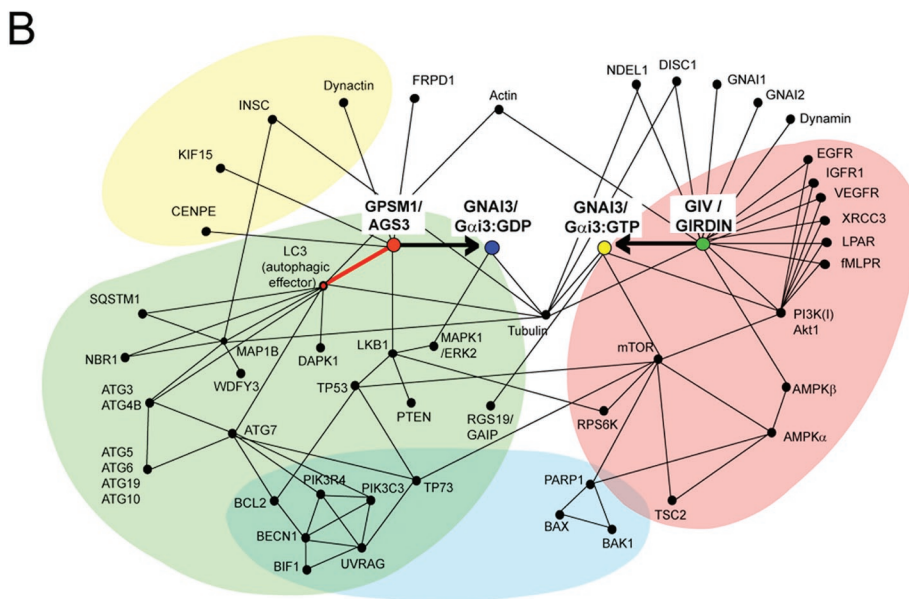 B
Dynactin
FRPD1
INSC
Actin
NDEL1
DISC1
GNAI1
GNAI2
Dynamin
KIF15
CENPE
EGFR
IGFR1
VEGFR
XRCC3
LPAR
fMLPR
GPSM1/
AGS3
GNAI3/
Gαi3:GDP
GNAI3/
Gαi3:GTP
GIV /
GIRDIN
LC3
(autophagic
effector)
SQSTM1
NBR1
MAP1B
WDFY3
DAPK1
LKB1
MAPK1
/ERK2
Tubulin
PI3K(I)
Akt1
mTOR
ATG3
ATG4B
TP53
PTEN
RGS19/
GAIP
RPS6K
AMPKβ
AMPKα
ATG7
ATG5
ATG6
ATG19
ATG10
BCL2
PIK3R4
PIK3C3
TP73
PARP1
TSC2
BECN1
BIF1
UVRAG
BAX
BAK1